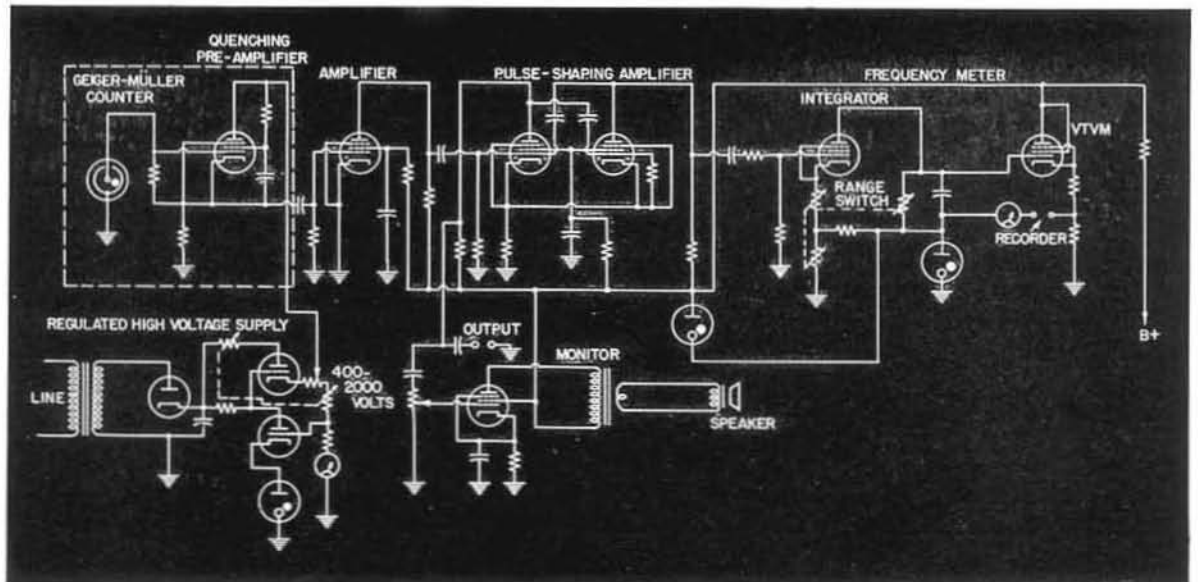 QUENCHING
PRE-AMPLIFIER
GEIGER-MULLER
COUNTER
AMPLIFIER
PULSE-SHAPING AMPLIFIER
FREQUENCY METER
INTEGRATOR
VTVM
RANGE
SWITCH
RECORDER
B+
REGULATED HIGH VOLTAGE SUPPLY
LINE
400-
2000
VOLTS
OUTPUT
MONITOR
SPEAKER